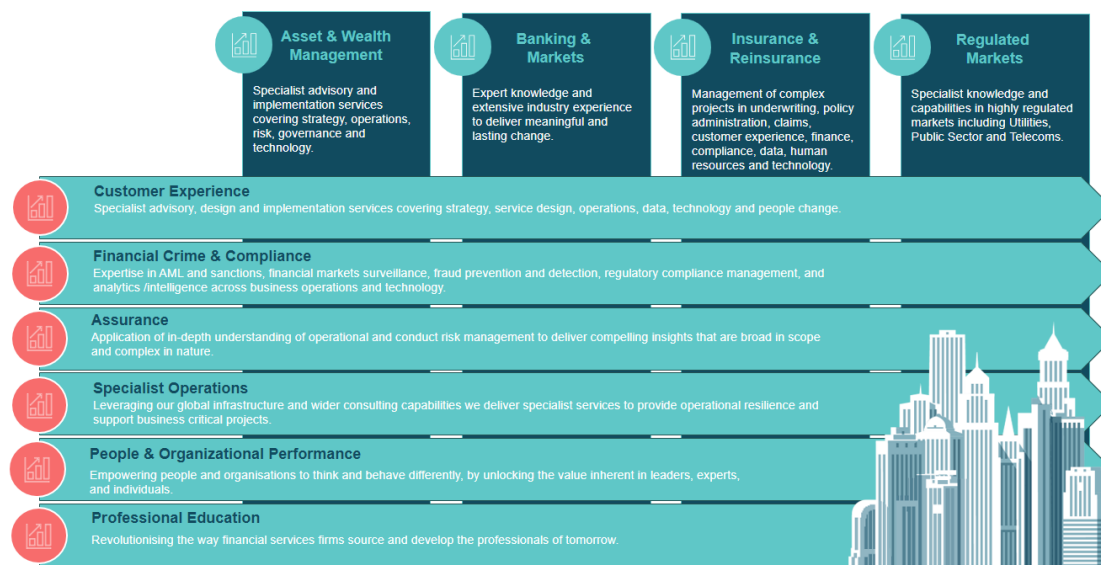 Asset & Wealth
Management
Specialist advisory and
implementation services
covering strategy, operations,
risk, governance and
technology.
Banking &
Markets
Expert knowledge and
extensive industry experience
to deliver meaningful and
lasting change.
Insurance &
Reinsurance
Management of complex
projects in underwriting, policy
administration, claims,
customer experience, finance,
compliance, data, human
resources and technology.
Regulated
Markets
Specialist knowledge and
capabilities in highly regulated
markets including Utilities,
Public Sector and Telecoms.
Customer Experience
Specialist advisory, design and implementation services covering strategy, service design, operations, data, technology and people change.
Financial Crime & Compliance
Expertise in AML and sanctions, financial markets surveillance, fraud prevention and detection, regulatory compliance management, and
analytics /intelligence across business operations and technology.
Assurance
Application of in-depth understanding of operational and conduct risk management to deliver compelling insights that are broad in scope
and complex in nature.
Specialist Operations
Leveraging our global infrastructure and wider consulting capabilities we deliver specialist services to provide operational resilience and
support business critical projects.
People & Organizational Performance
Empowering people and organisations to think and behave differently, by unlocking the value inherent in leaders, experts,
and individuals.
Professional Education
Revolutionising the way financial services firms source and develop the professionals of tomorrow.